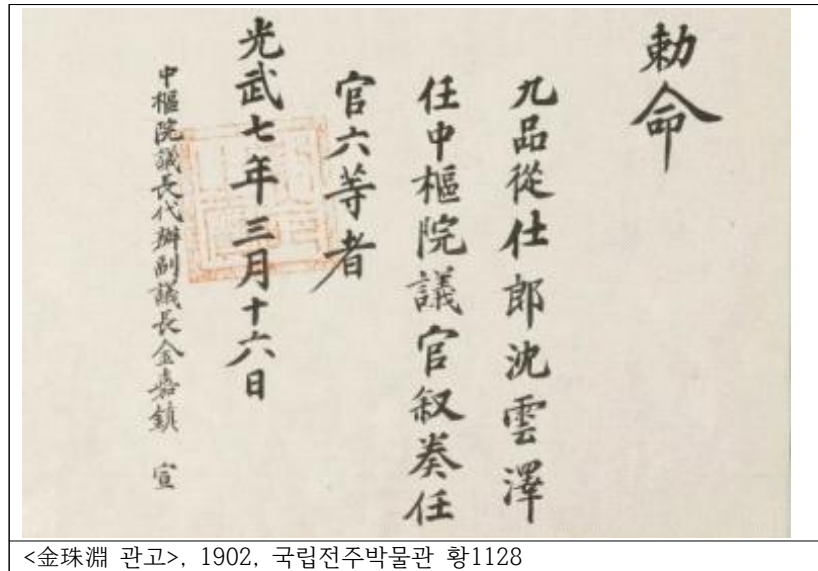 勅命
九品從仕郎沈雲澤
任中樞院議官叙奏任
官六等者
光武七年三月十六日
中樞院議長代辦副議長金嘉鎮 宣
<金珠淵 관고>, 1902, 국립전주박물관 황1128